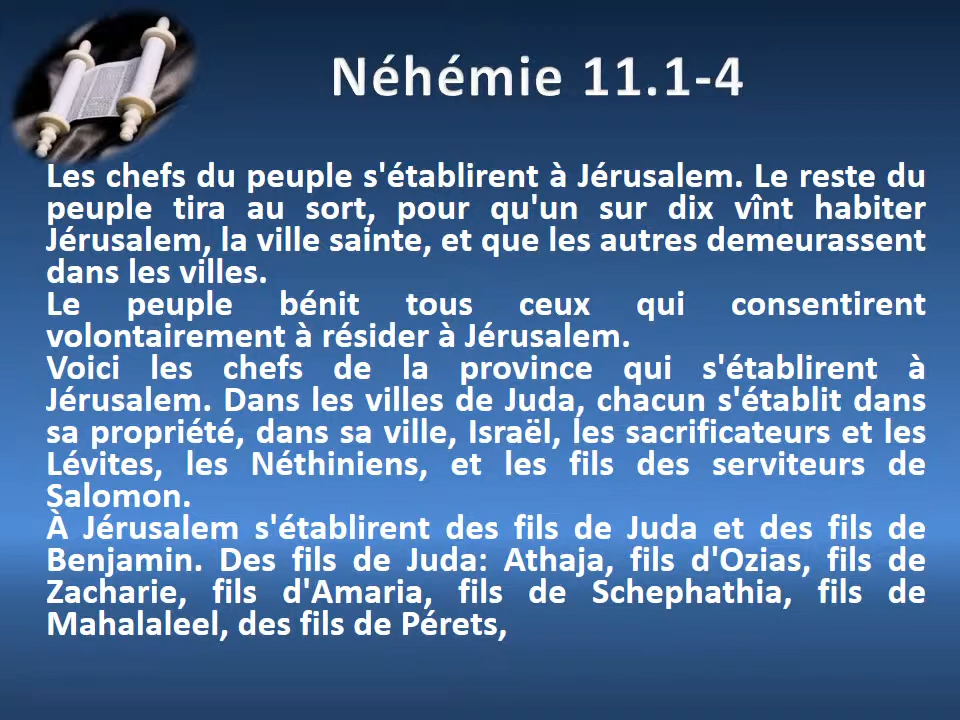 Néhémie 11.1-4
Les chefs du peuple s'établirent à Jérusalem. Le reste du
peuple tira au sort, pour qu'un sur dix vînt habiter
Jérusalem, la ville sainte, et que les autres demeurassent
dans les villes.
Le peuple bénit tous ceux qui consentirent
volontairement à résider à Jérusalem.
Voici les chefs de la province qui s'établirent à
Jérusalem. Dans les villes de Juda, chacun s'établit dans
sa propriété, dans sa ville, Israël, les sacrificateurs et les
Lévites, les Néthiniens, et les fils des serviteurs de
Salomon.
À Jérusalem s'établirent des fils de Juda et des fils de
Benjamin. Des fils de Juda: Athaja, fils d'Ozias, fils de
Zacharie, fils d'Amaria, fils de Schephathia, fils de
Mahalaleel, des fils de Pérets,